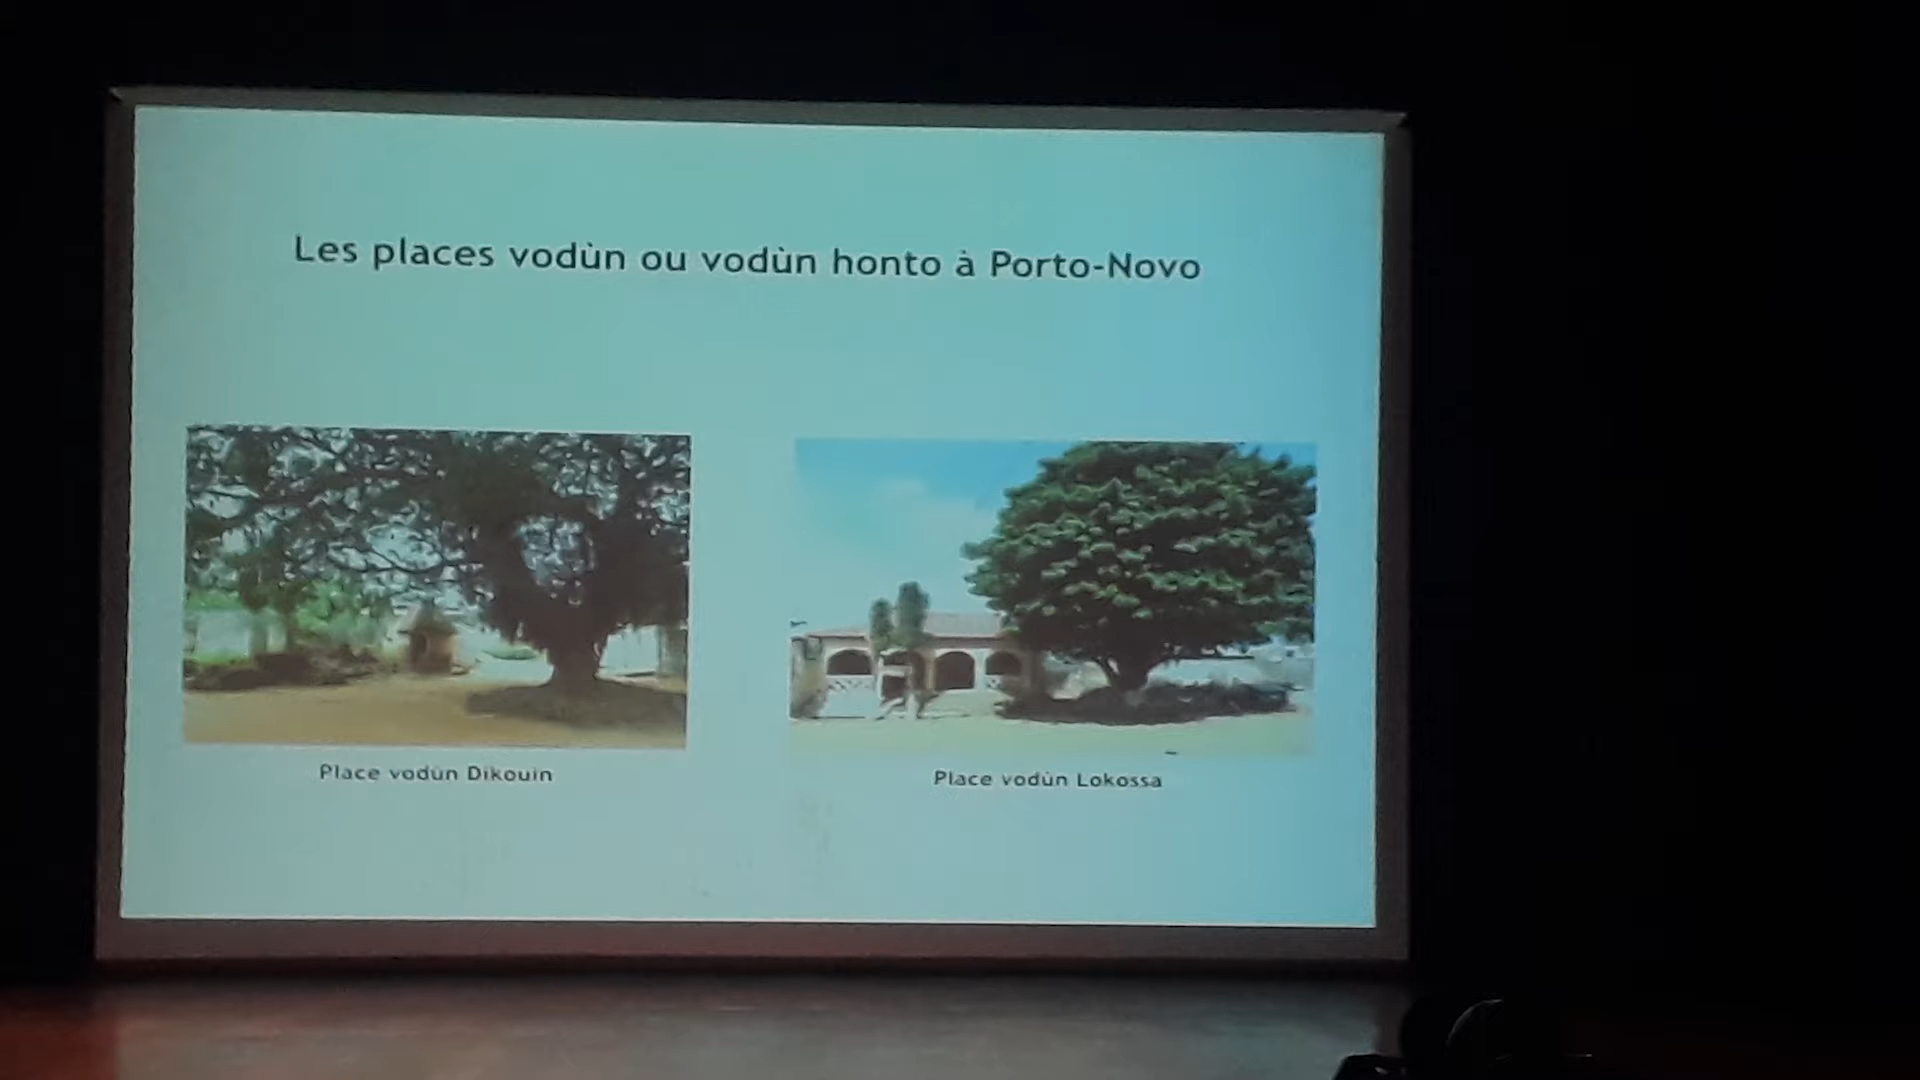 Les places vodùn ou vodùn honto à Porto-Novo
Place vodùn Dikouin
Place vodùn Lokossa